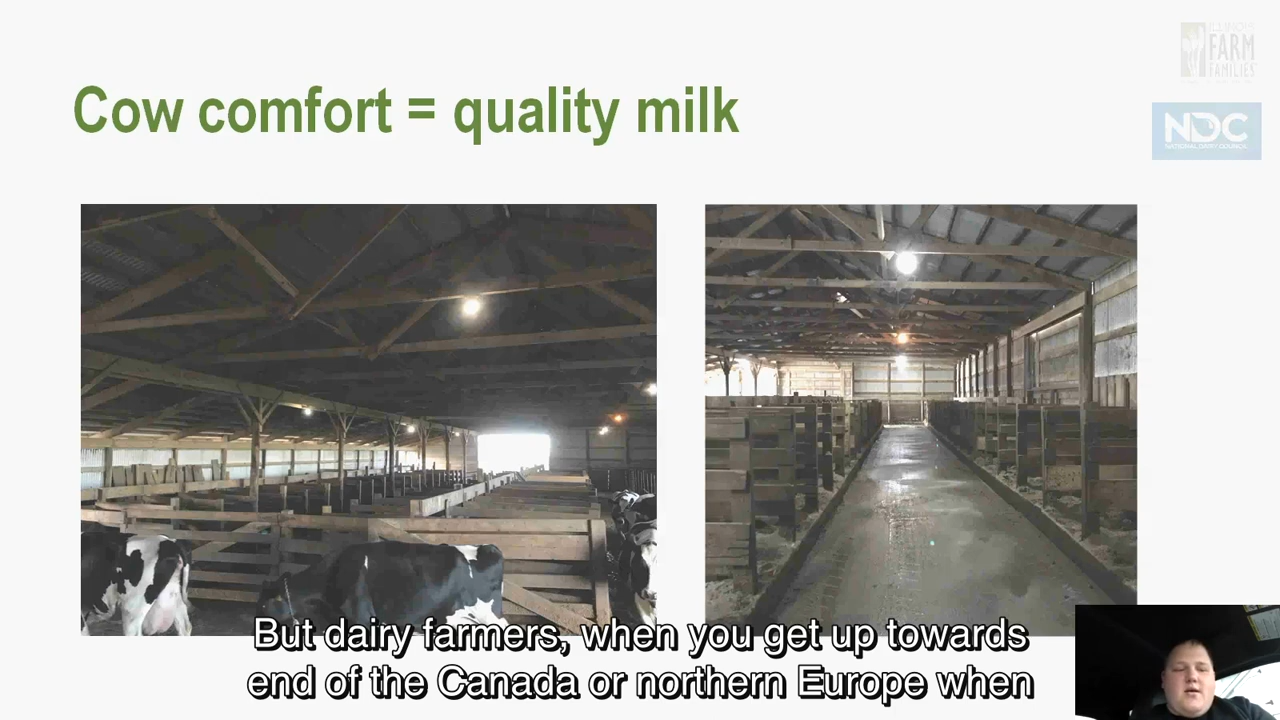 ILLINOIS
FARM
FAMILIES
Cow comfort = quality milk
NDC
NATIONAL DAIRY COUNCIL
But dairy farmers, when you get up towards
end of the Canada or northern Europe when